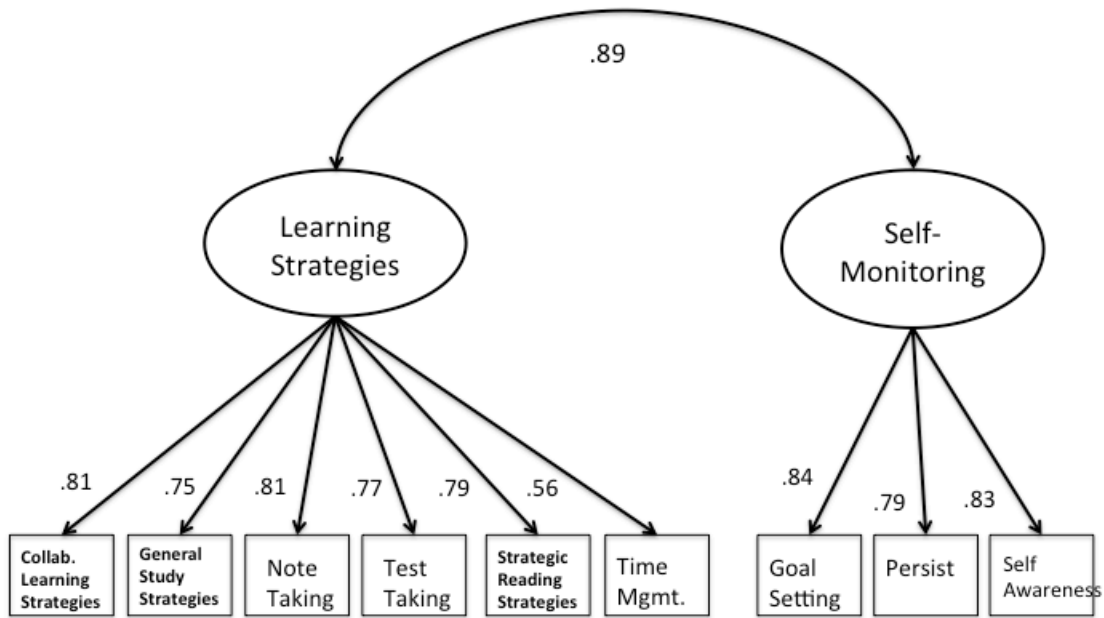 .89
Learning
Strategies
Self-
Monitoring
.81
.75
.81
.77
.79
.56
.84
.79
.83
Collab.
Learning
Strategies
General
Study
Strategies
Note
Taking
Test
Taking
Strategic
Reading
Strategies
Time
Mgmt.
Goal
Setting
Persist
Self
Awareness